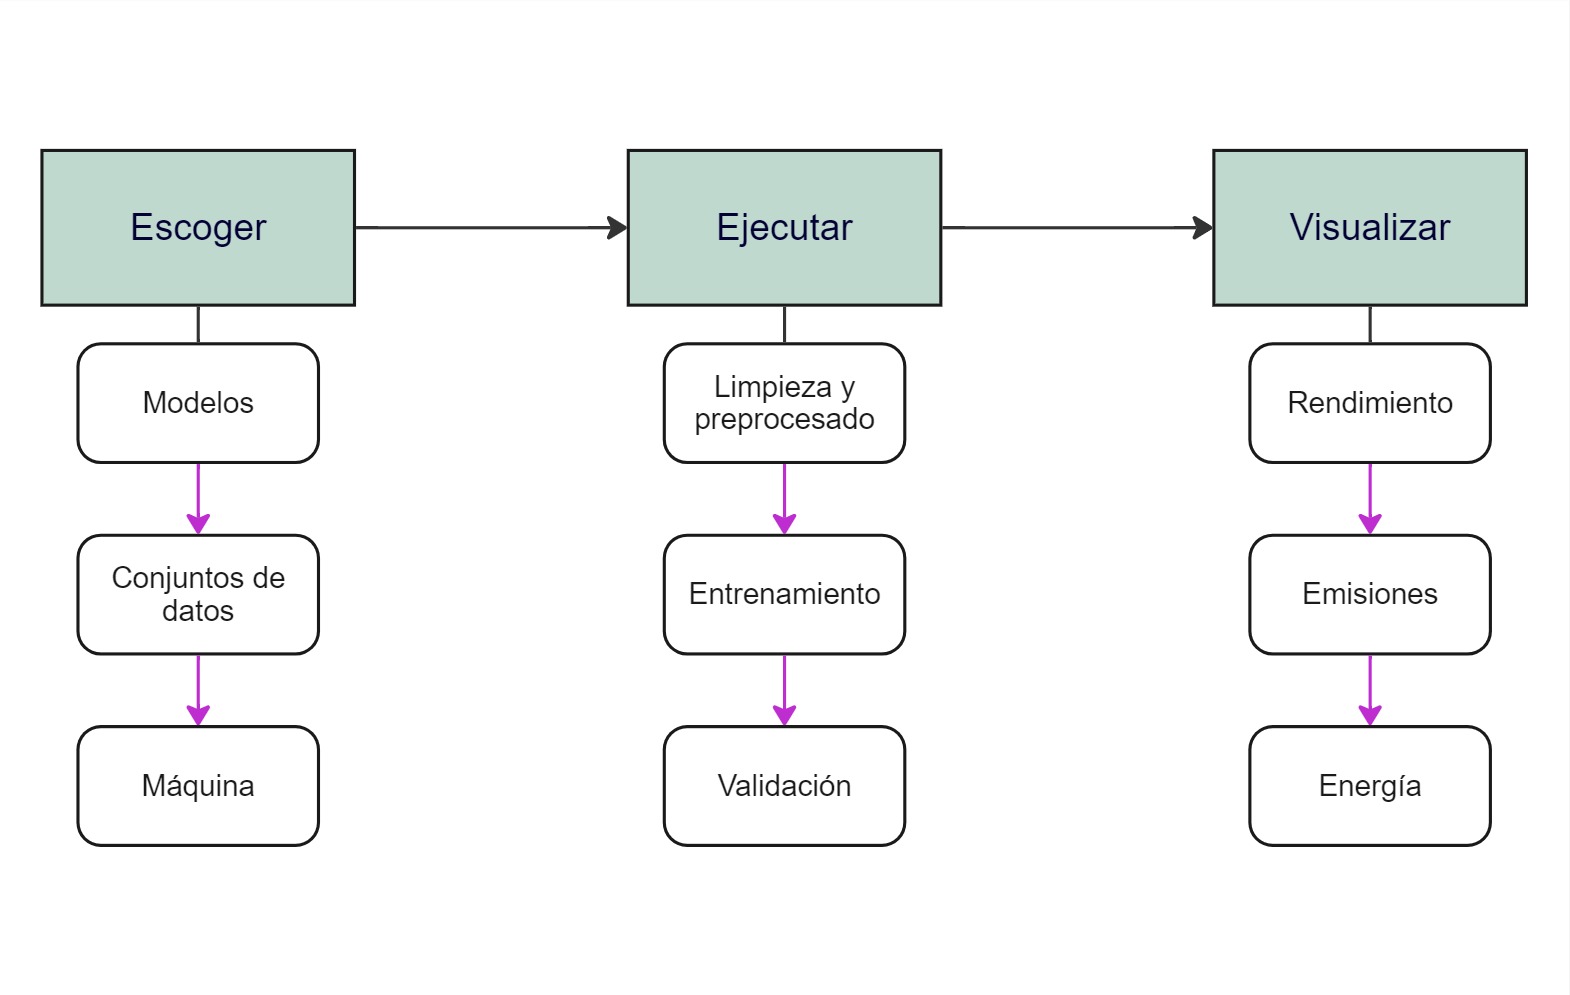 Escoger
Ejecutar
Visualizar
Modelos
Limpieza y
preprocesado
Rendimiento
Conjuntos de
datos
Entrenamiento
Emisiones
Máquina
Validación
Energía